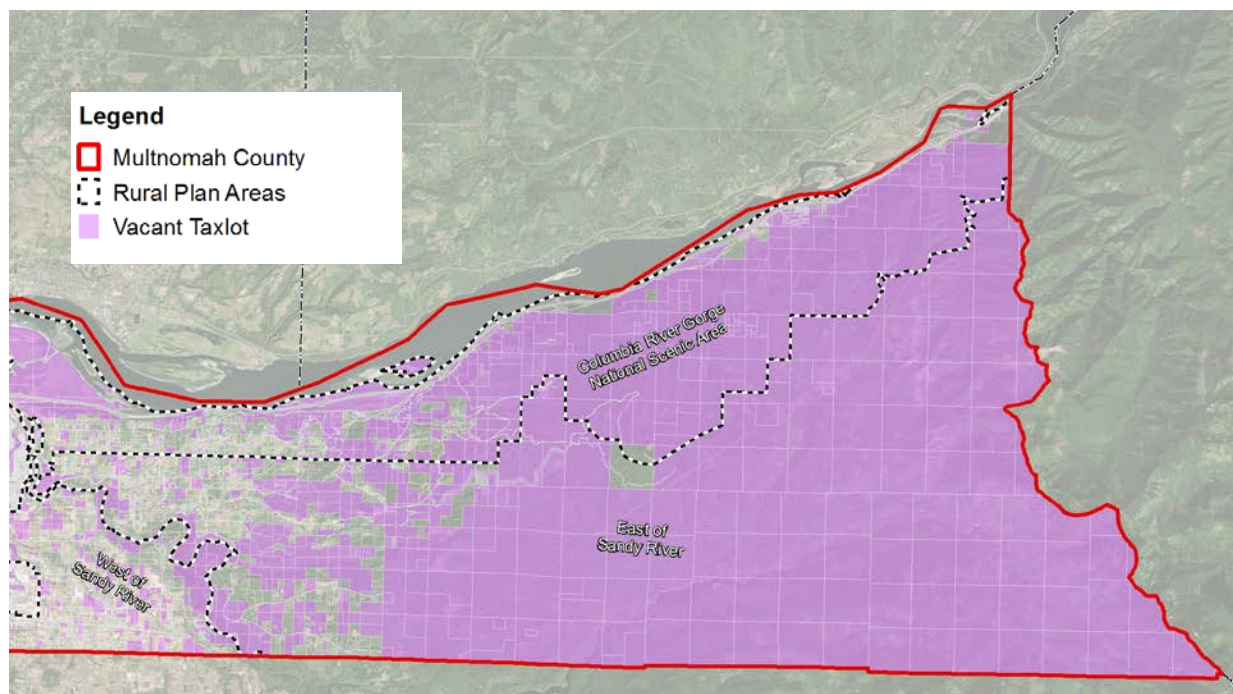 Legend
Multnomah County
Rural Plan Areas
Vacant Taxlot
Columbia River Gorge
National Scenic Area
East of
Sandy River
West of
Sandy River